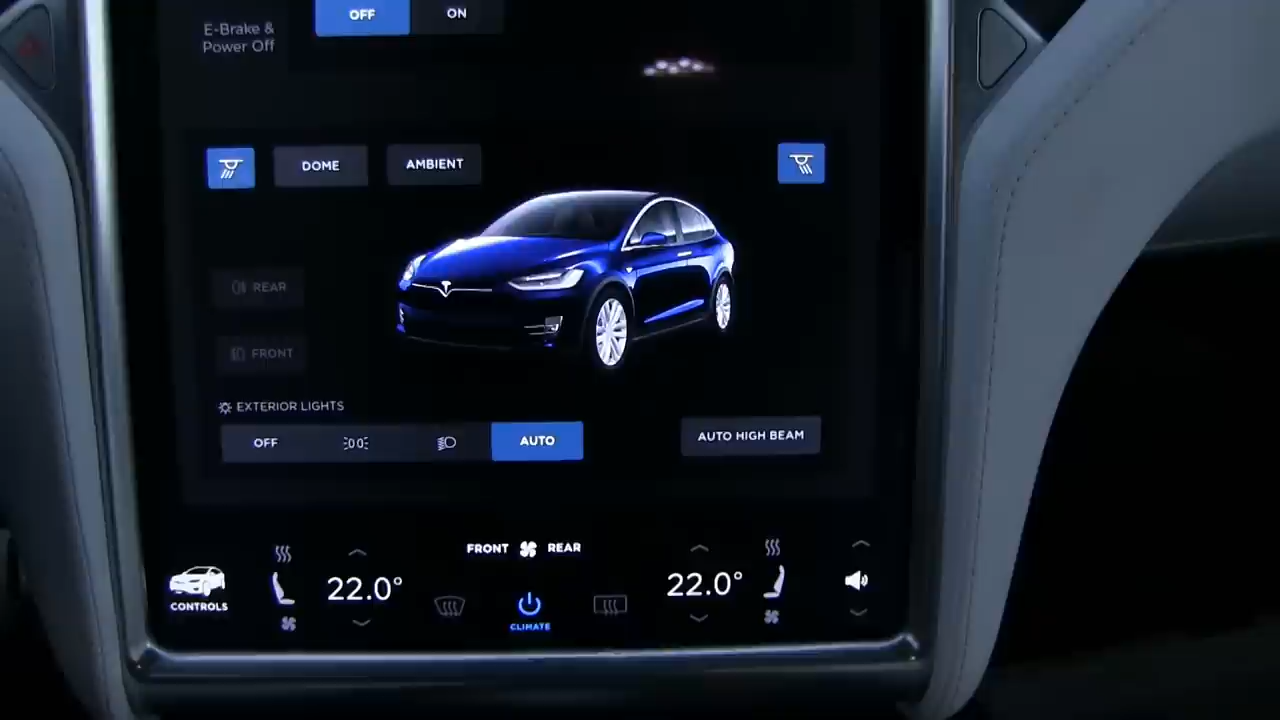 E-Brake &
Power Off
OFF
ON
DOME
AMBIENT
REAR
FRONT
EXTERIOR LIGHTS
OFF
AUTO
AUTO HIGH BEAM
FRONT
REAR
22.0°
22.0°
CONTROLS
CLIMATE